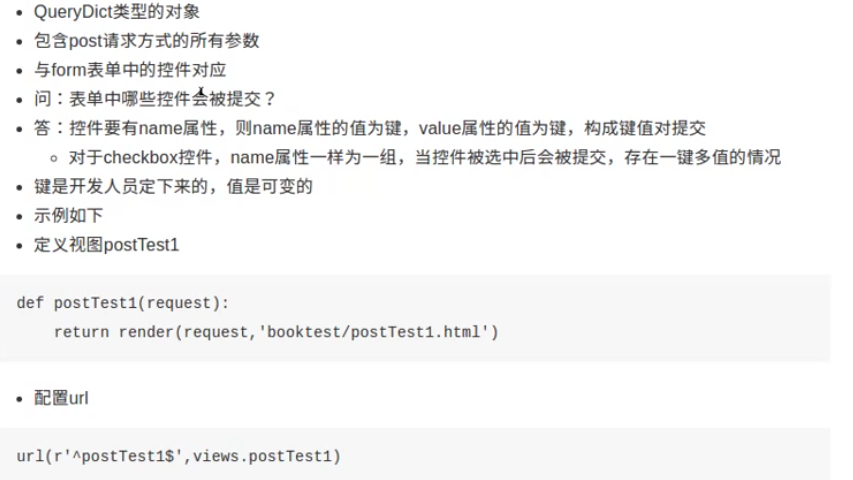 QueryDict类型的对象
包含post请求方式的所有参数
与form表单中的控件对应
问：表单中哪些控件会被提交？
答：控件要有name属性，则name属性的值为键，value属性的值为键，构成键值对提交
对于checkbox控件，name属性一样为一组，当控件被选中后会被提交，存在一键多值的情况
键是开发人员定下来的，值是可变的
示例如下
定义视图postTest1
def postTest1(request):
    return render(request,'booktest/postTest1.html')
配置url
url(r'^postTest1$',views.postTest1)